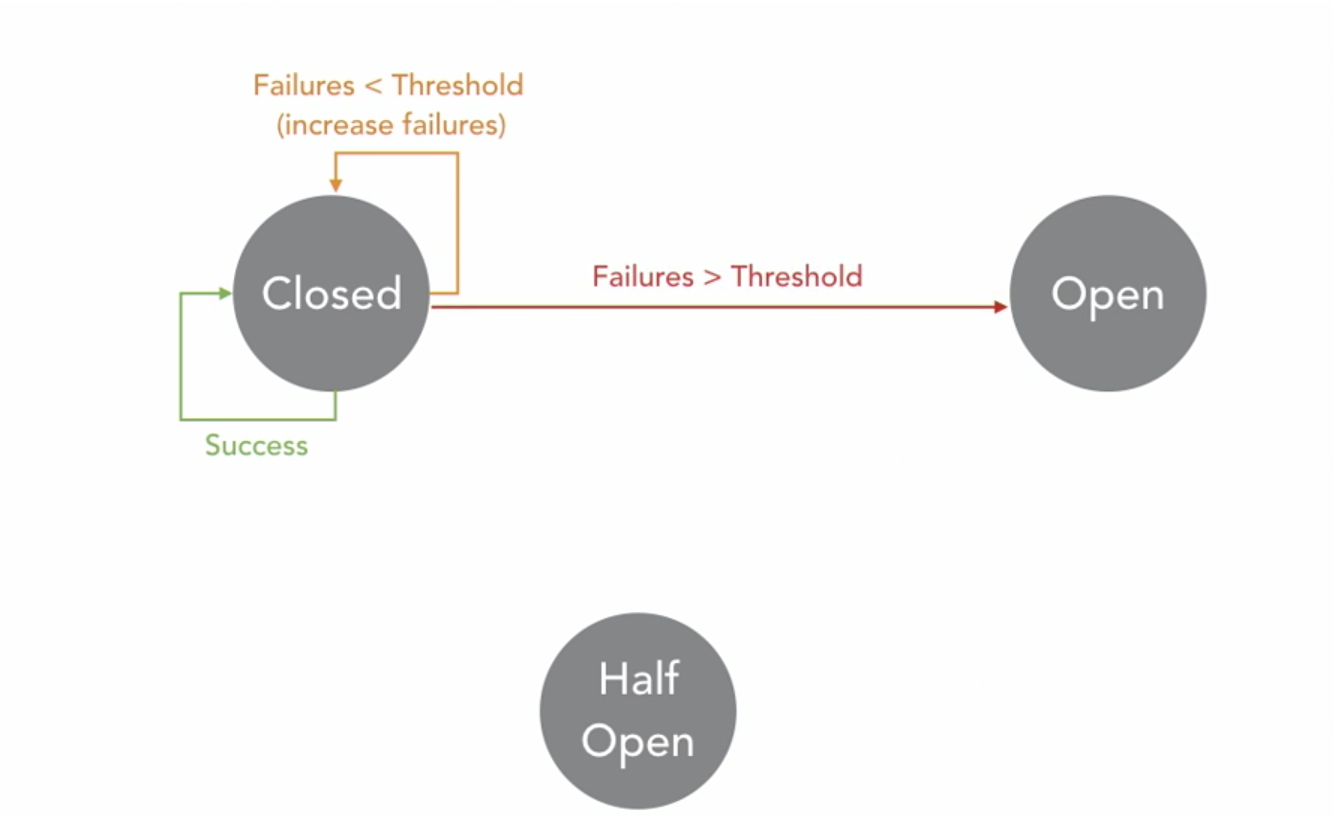 Failures < Threshold
(increase failures)
Failures > Threshold
Closed
Open
Success
Half
Open